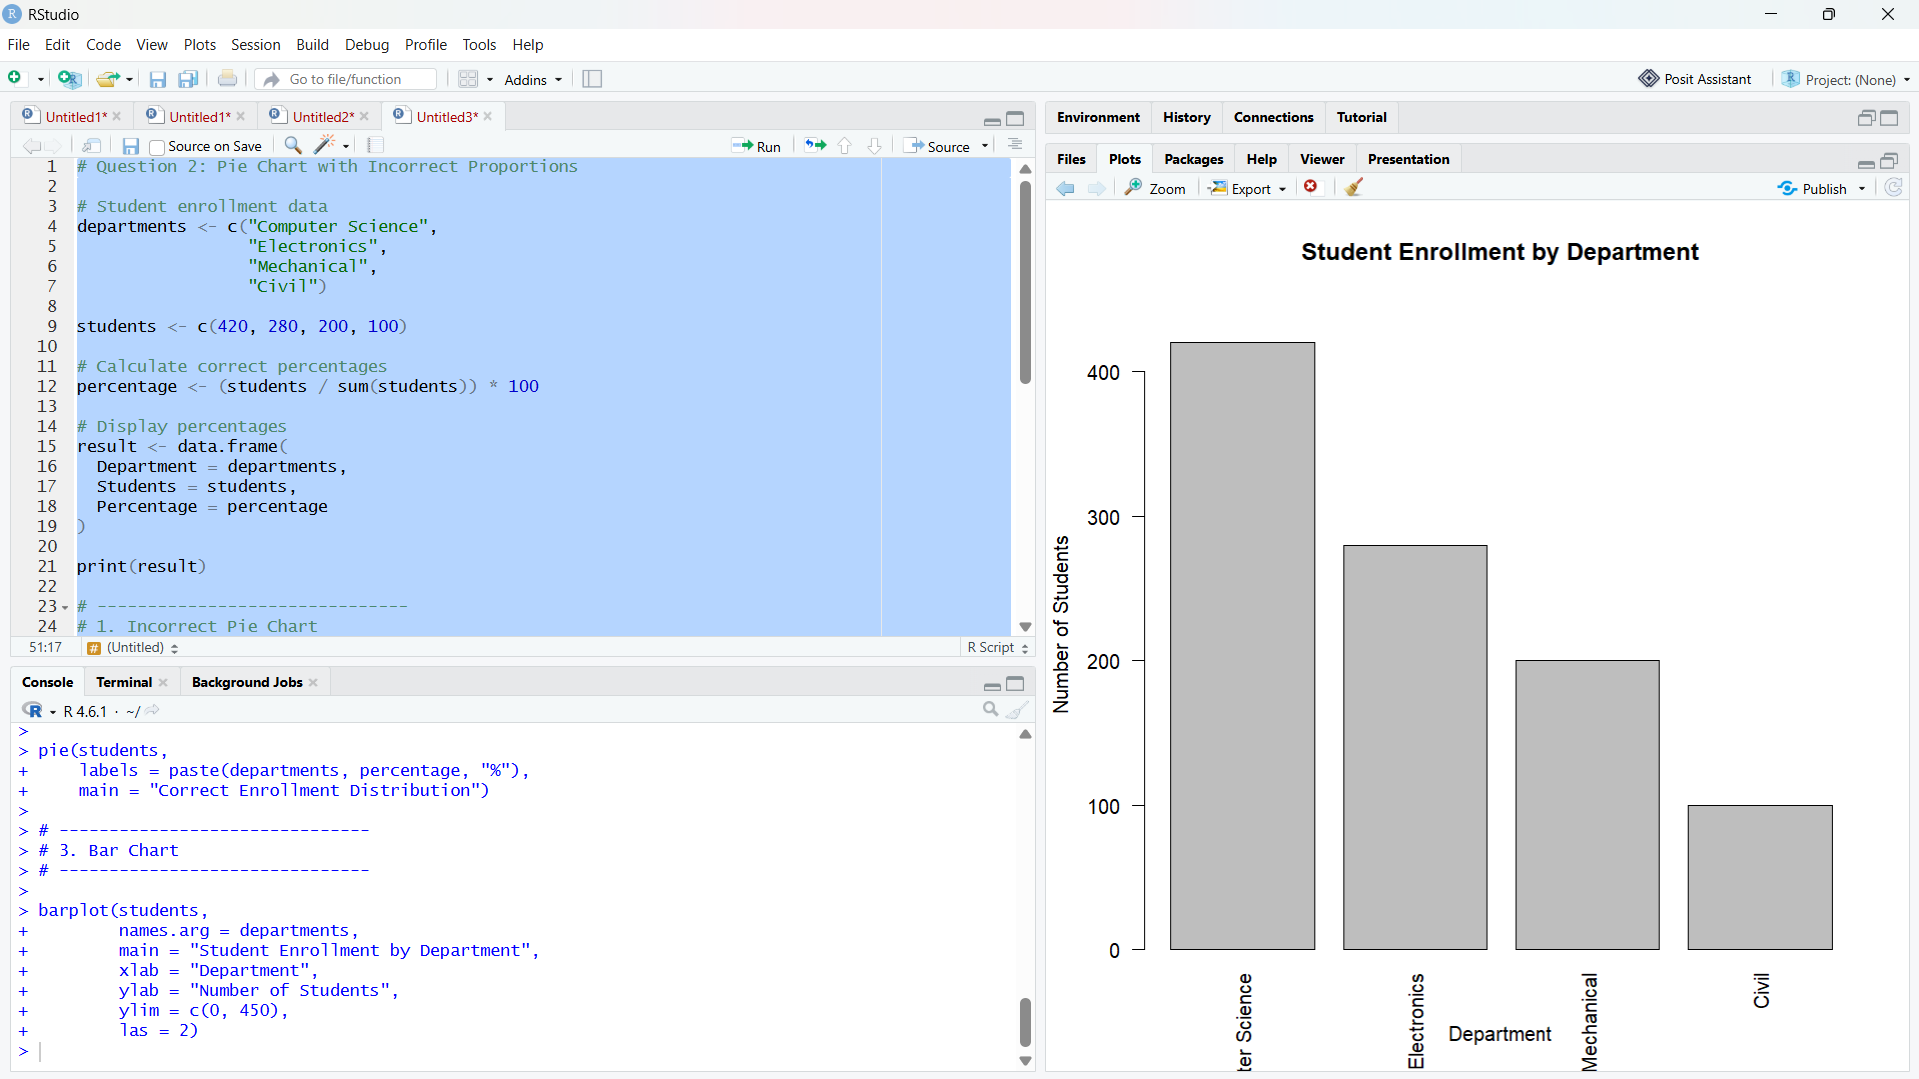 RStudio
File Edit Code View Plots Session Build Debug Profile Tools Help
Go to file/function Addins Posit Assistant Project: (None)
Untitled1* Untitled1* Untitled2* Untitled3*
Source on Save Run Source
1 # Question 2: Pie Chart with Incorrect Proportions
2
3 # Student enrollment data
4 departments <- c("Computer Science",
5 "Electronics",
6 "Mechanical",
7 "Civil")
8
9 students <- c(420, 280, 200, 100)
10
11 # Calculate correct percentages
12 percentage <- (students / sum(students)) * 100
13
14 # Display percentages
15 result <- data.frame(
16 Department = departments,
17 Students = students,
18 Percentage = percentage
19 )
20
21 print(result)
22
23 # -------------------------------
24 # 1. Incorrect Pie Chart
51:17 # (Untitled) R Script
Console Terminal Background Jobs
R 4.6.1 · ~/
>
> pie(students,
+ labels = paste(departments, percentage, "%"),
+ main = "Correct Enrollment Distribution")
>
> # -------------------------------
> # 3. Bar Chart
> # -------------------------------
>
> barplot(students,
+ names.arg = departments,
+ main = "Student Enrollment by Department",
+ xlab = "Department",
+ ylab = "Number of Students",
+ ylim = c(0, 450),
+ las = 2)
>
Environment History Connections Tutorial
Files Plots Packages Help Viewer Presentation
Zoom Export Publish
Student Enrollment by Department
Number of Students
400
300
200
100
0
ter Science
Electronics
Mechanical
Civil
Department